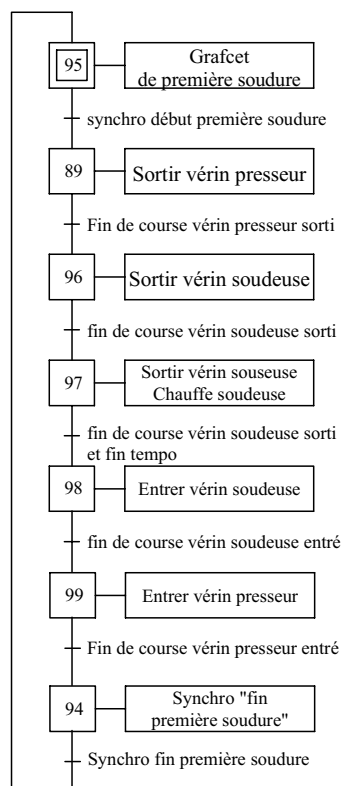 95
Grafcet
de première soudure
synchro début première soudure
89
Sortir vérin presseur
Fin de course vérin presseur sorti
96
Sortir vérin soudeuse
fin de course vérin soudeuse sorti
97
Sortir vérin souseuse
Chauffe soudeuse
fin de course vérin soudeuse sorti
et fin tempo
98
Entrer vérin soudeuse
fin de course vérin soudeuse entré
99
Entrer vérin presseur
Fin de course vérin presseur entré
94
Synchro "fin
première soudure"
Synchro fin première soudure